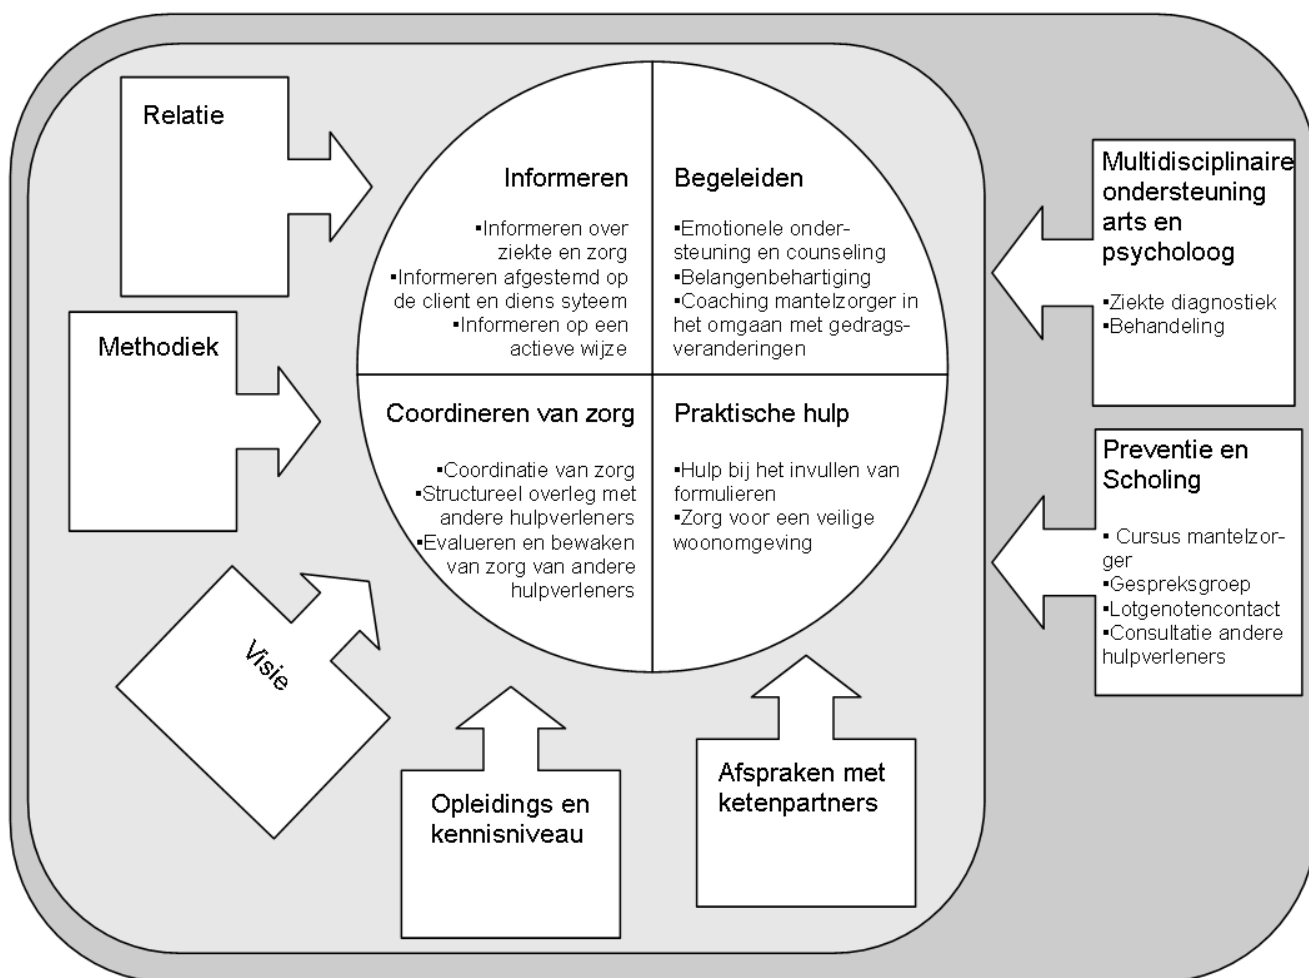 Relatie
Methodiek
Visie
Opleidings en
kennisniveau
Afspraken met
ketenpartners
Informeren
▪Informeren over
ziekte en zorg
▪Informeren afgestemd op
de client en diens syteem
▪Informeren op een
actieve wijze
Begeleiden
▪Emotionele onder-
steuning en counseling
▪Belangenbehartiging
▪Coaching mantelzorger in
het omgaan met gedrags-
veranderingen
Coordineren van zorg
▪Coordinatie van zorg
▪Structureel overleg met
andere hulpverleners
▪Evalueren en bewaken
van zorg van andere
hulpverleners
Praktische hulp
▪Hulp bij het invullen van
formulieren
▪Zorg voor een veilige
woonomgeving
Multidisciplinaire
ondersteuning
arts en
psycholoog
▪Ziekte diagnostiek
▪Behandeling
Preventie en
Scholing
▪ Cursus mantelzor-
ger
▪Gespreksgroep
▪Lotgenotencontact
▪Consultatie andere
hulpverleners